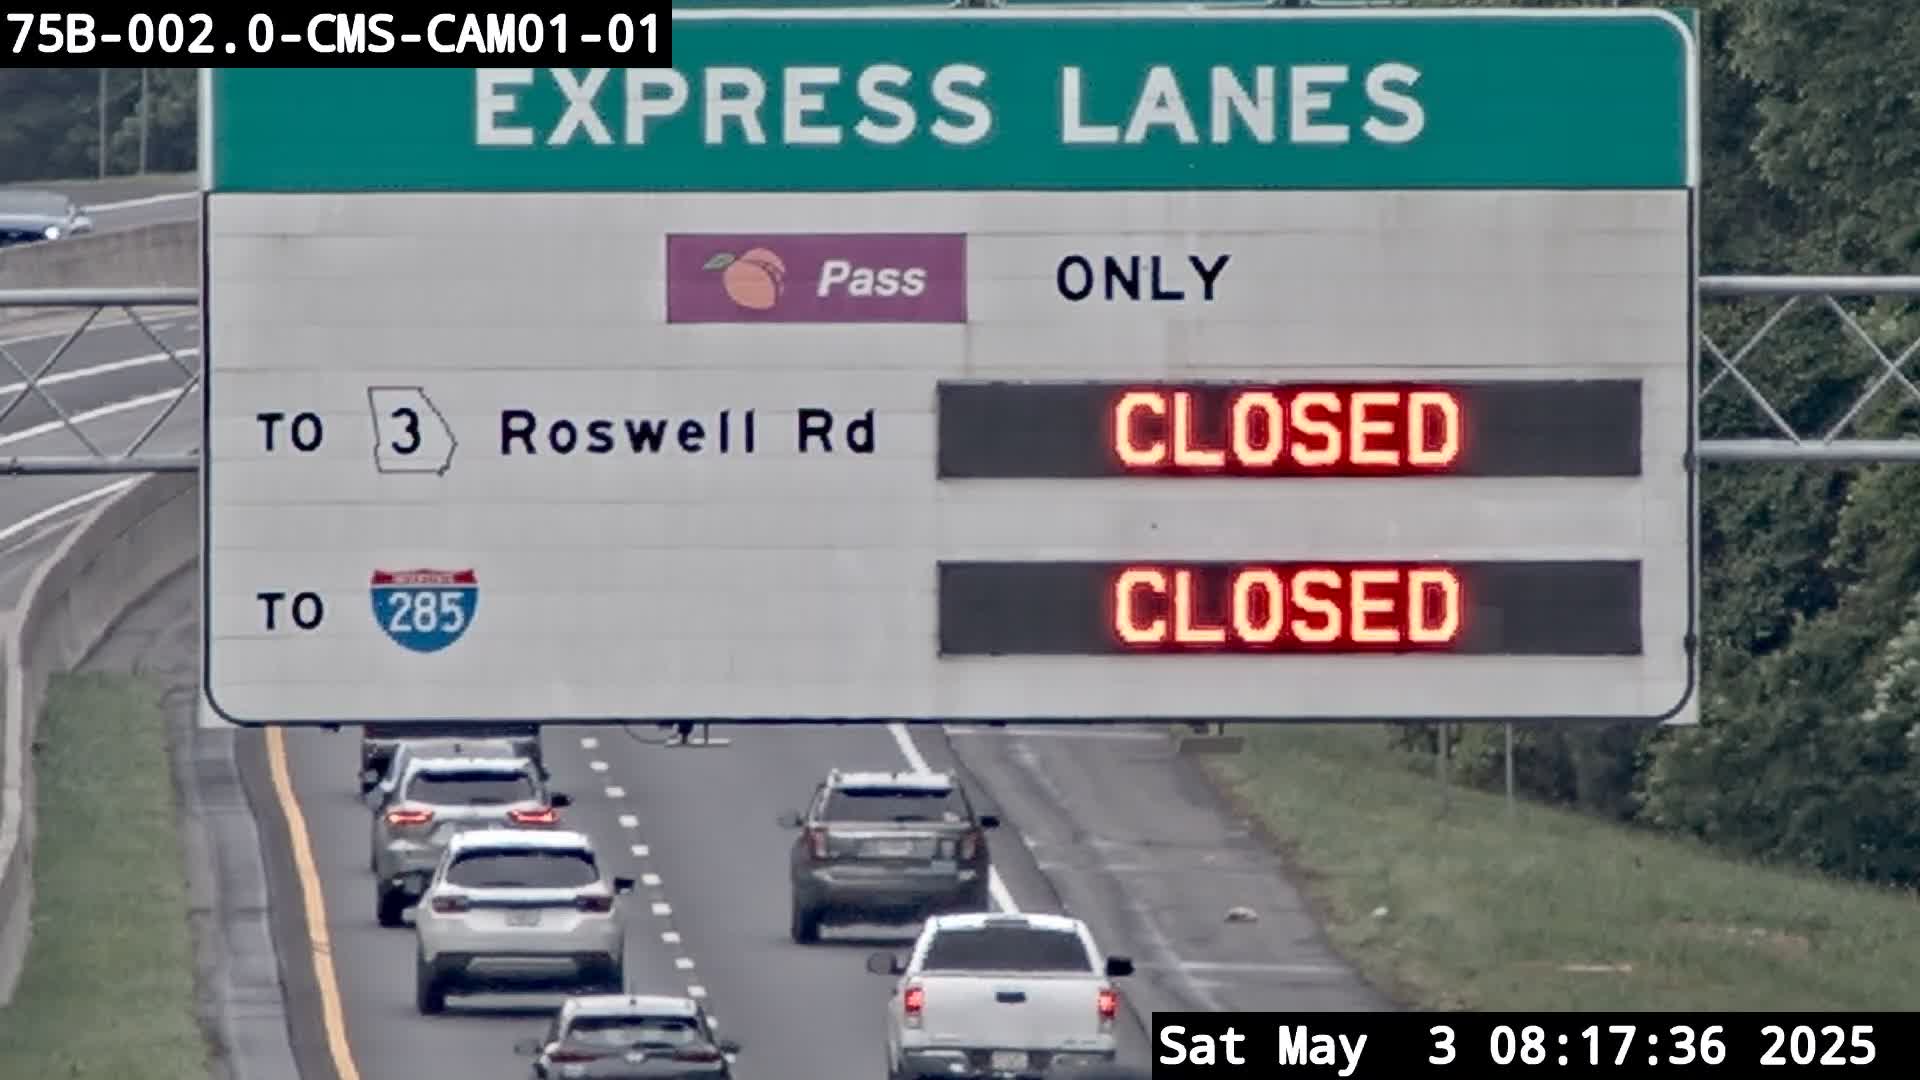 75B-002.0-CMS-CAM01-01
EXPRESS LANES
Pass ONLY
TO 3 Roswell Rd CLOSED
TO 285 CLOSED
Sat May 3 08:17:36 2025